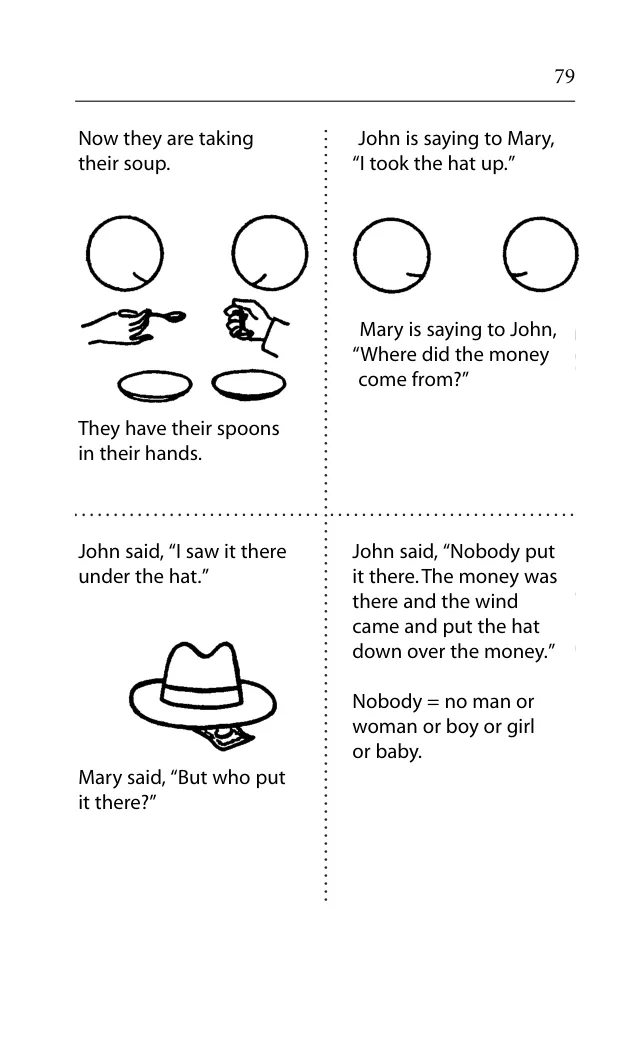 79
Now they are taking
their soup.
They have their spoons
in their hands.
John is saying to Mary,
“I took the hat up.”
Mary is saying to John,
“Where did the money
come from?”
John said, “I saw it there
under the hat.”
Mary said, “But who put
it there?”
John said, “Nobody put
it there. The money was
there and the wind
came and put the hat
down over the money.”
Nobody = no man or
woman or boy or girl
or baby.